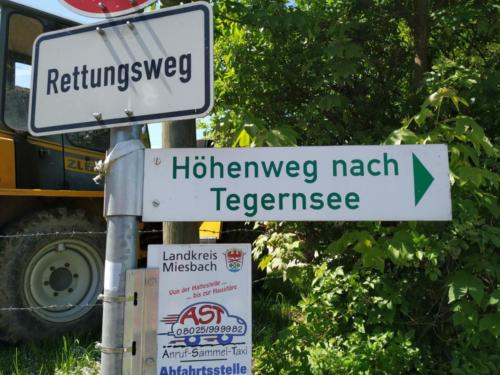 Rettungsweg
Höhenweg nach
Tegernsee
Landkreis
Miesbach
Von der Haltestelle ...
... bis zur Haustüre
AST
08025/999982
Anruf-Sammel-Taxi
Abfahrtsstelle